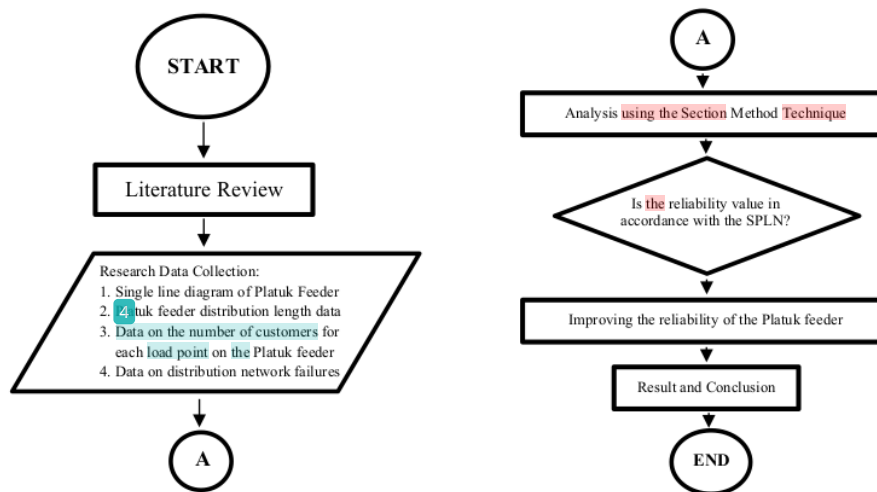 START
Literature Review
Research Data Collection:
1. Single line diagram of Platuk Feeder
2. 4 tuk feeder distribution length data
3. Data on the number of customers for
each load point on the Platuk feeder
4. Data on distribution network failures
A
A
Analysis using the Section Method Technique
Is the reliability value in
accordance with the SPLN?
Improving the reliability of the Platuk feeder
Result and Conclusion
END